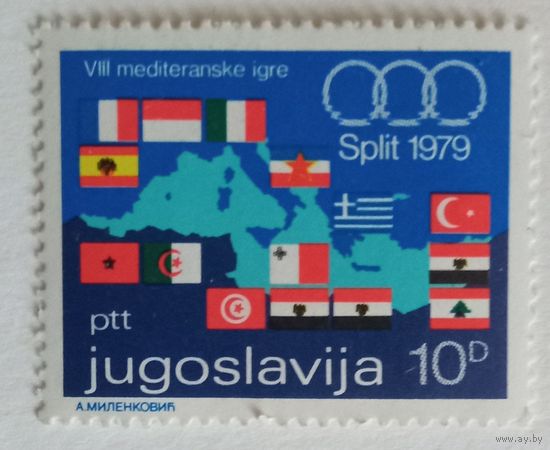 VIII mediteranske igre
Split 1979
ptt
jugoslavija 10D
А.МИЛЕНКОВИЋ
www.ay.by